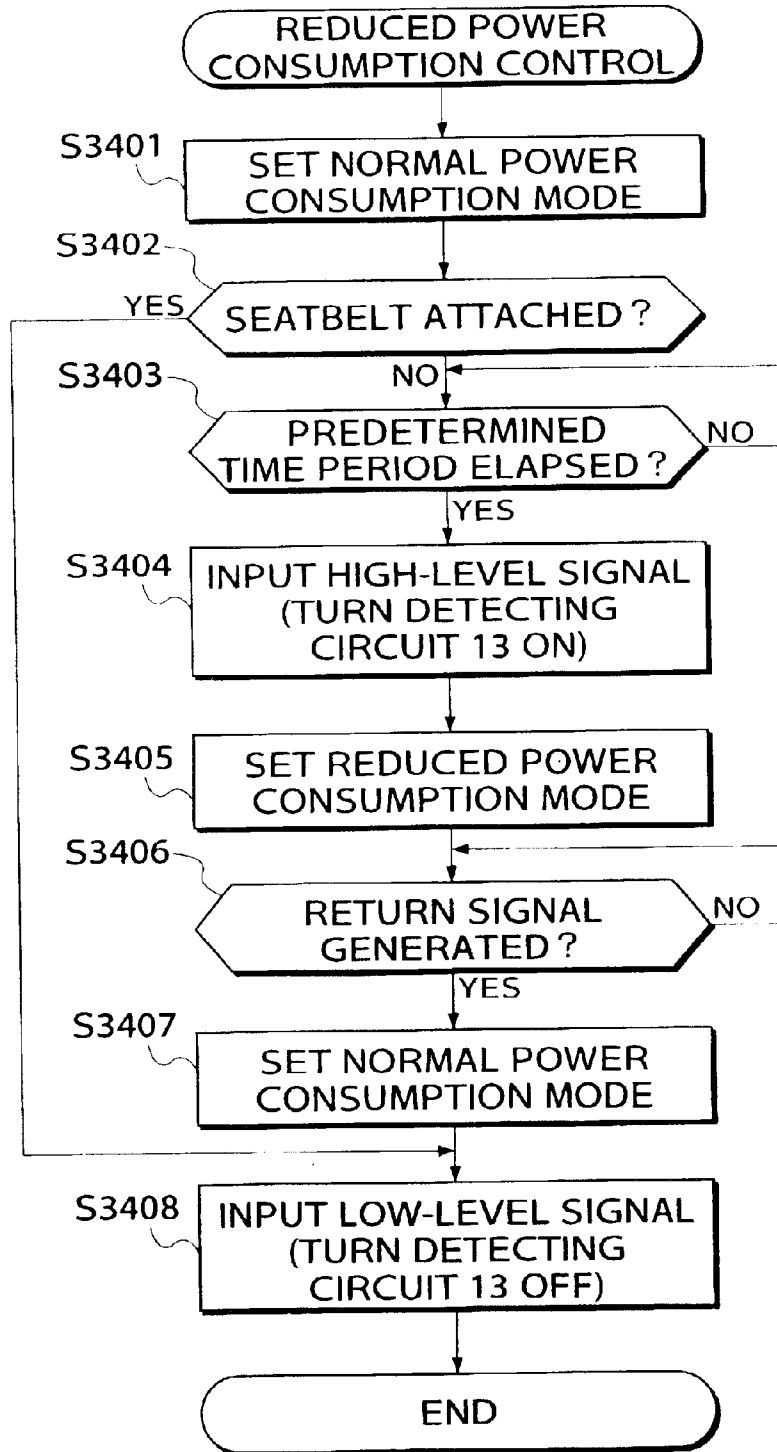 REDUCED POWER
CONSUMPTION CONTROL
S3401
SET NORMAL POWER
CONSUMPTION MODE
S3402
YES
SEATBELT ATTACHED?
NO
S3403
PREDETERMINED
TIME PERIOD ELAPSED?
NO
YES
S3404
INPUT HIGH-LEVEL SIGNAL
(TURN DETECTING
CIRCUIT 13 ON)
S3405
SET REDUCED POWER
CONSUMPTION MODE
S3406
RETURN SIGNAL
GENERATED?
NO
YES
S3407
SET NORMAL POWER
CONSUMPTION MODE
S3408
INPUT LOW-LEVEL SIGNAL
(TURN DETECTING
CIRCUIT 13 OFF)
END